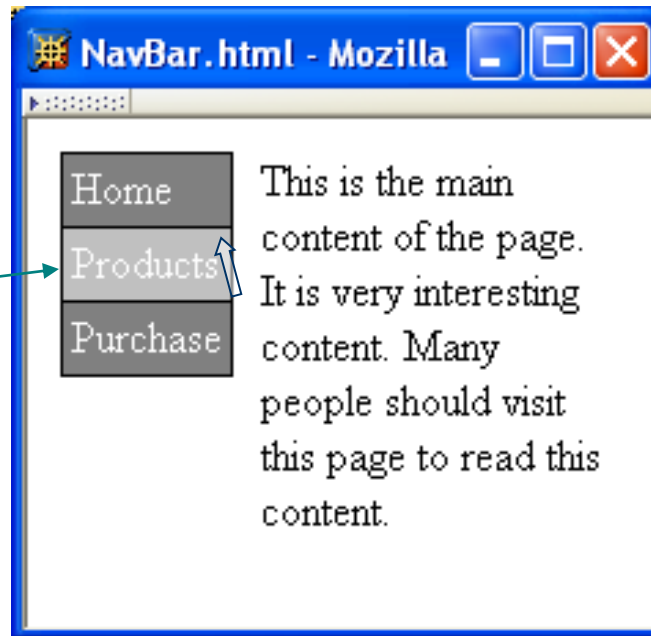 NavBar.html - Mozilla
Home
Products
Purchase
This is the main
content of the page.
It is very interesting
content. Many
people should visit
this page to read this
content.